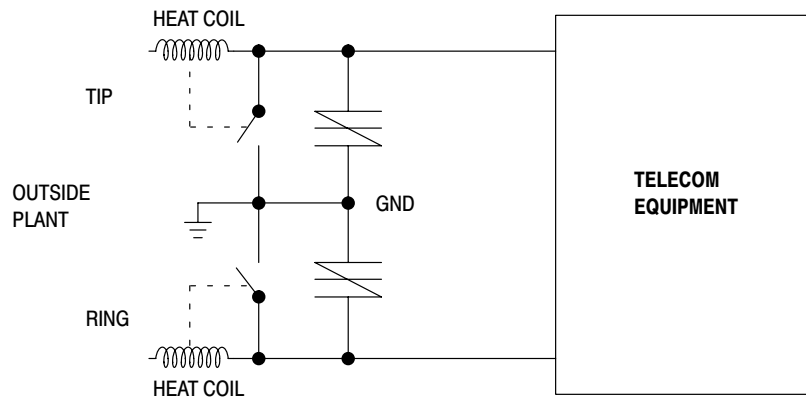 HEAT COIL
TIP
OUTSIDE
PLANT
GND
TELECOM
EQUIPMENT
RING
HEAT COIL